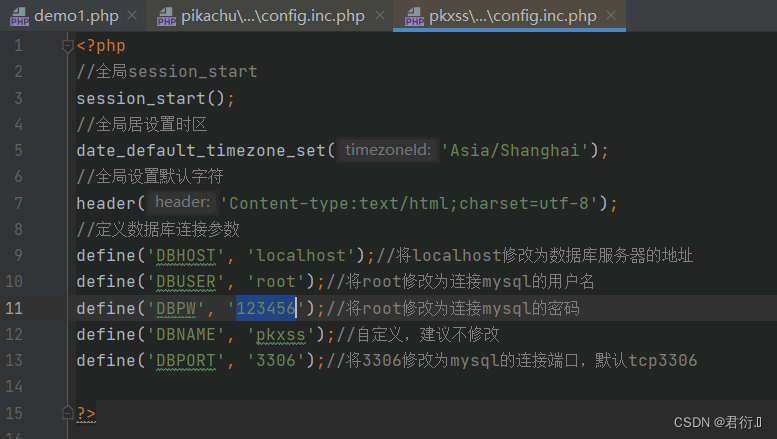 demo1.php pikachu\...\config.inc.php pkxss\...\config.inc.php
1 <?php
2 //全局session_start
3 session_start();
4 //全局居设置时区
5 date_default_timezone_set( timezoneId: 'Asia/Shanghai');
6 //全局设置默认字符
7 header( header: 'Content-type:text/html;charset=utf-8');
8 //定义数据库连接参数
9 define('DBHOST', 'localhost');//将localhost修改为数据库服务器的地址
10 define('DBUSER', 'root');//将root修改为连接mysql的用户名
11 define('DBPW', '123456');//将root修改为连接mysql的密码
12 define('DBNAME', 'pkxss');//自定义，建议不修改
13 define('DBPORT', '3306');//将3306修改为mysql的连接端口，默认tcp3306
14
15 ?>
CSDN @君衍.